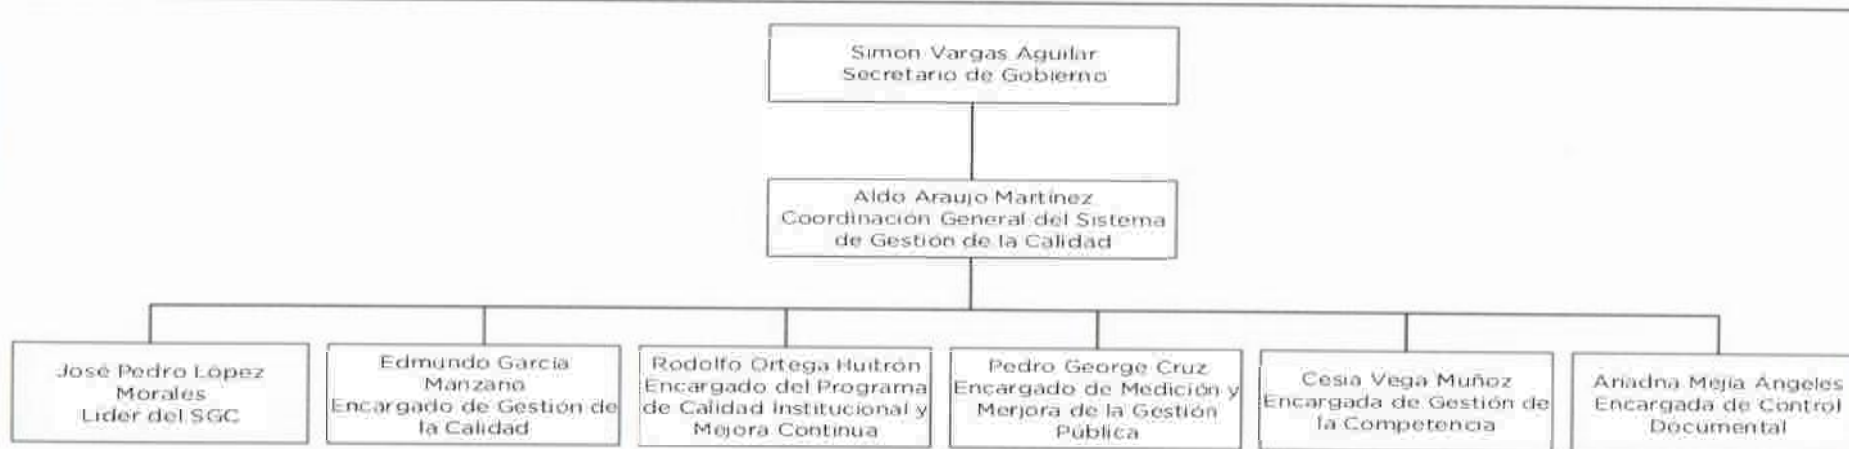 Simon Vargas Águilar
Secretario de Gobierno
Aldo Araujo Martínez
Coordinación General del Sistema
de Gestión de la Calidad
José Pedro López
Morales
Lider del SGC
Edmundo García
Manzano
Encargado de Gestión de
la Calidad
Rodolfo Ortega Huitrón
Encargado del Programa
de Calidad Institucional y
Mejora Continua
Pedro George Cruz
Encargado de Medición y
Merjora de la Gestión
Pública
Cesia Vega Muñoz
Encargada de Gestión de
la Competencia
Ariadna Mejía Ángeles
Encargada de Control
Documental